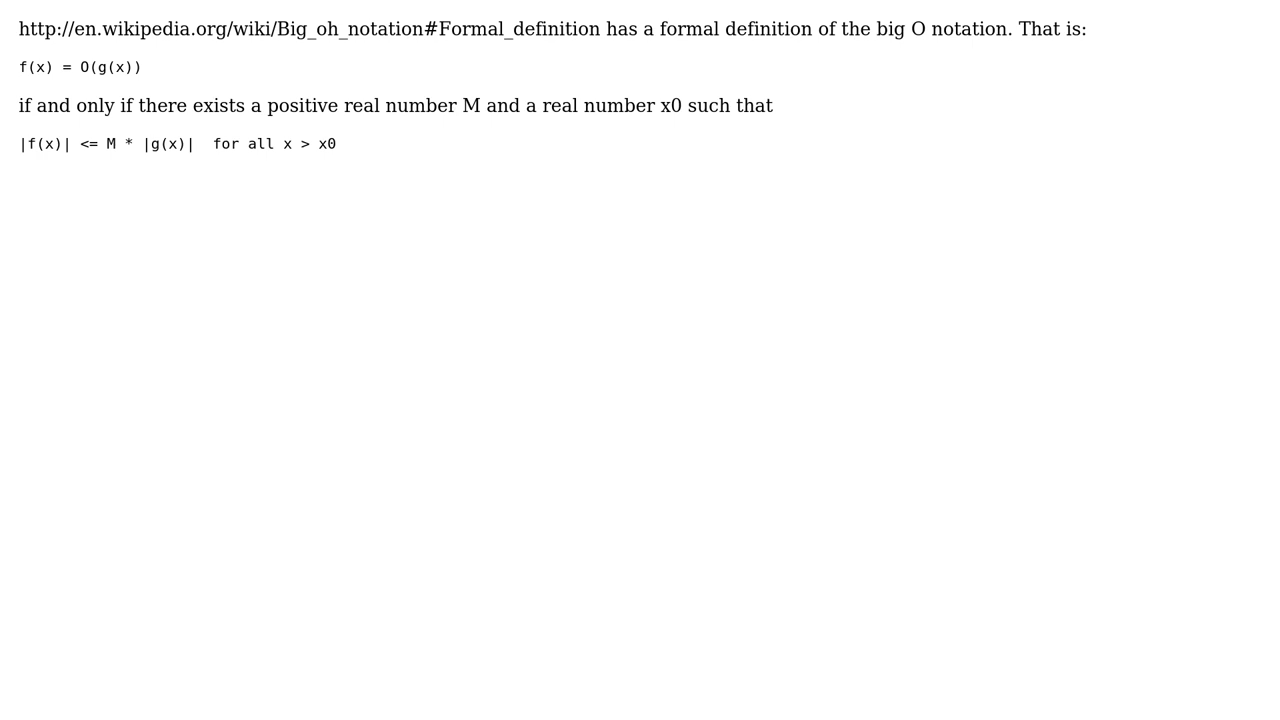 http://en.wikipedia.org/wiki/Big_oh_notation#Formal_definition has a formal definition of the big O notation. That is:
f(x) = O(g(x))
if and only if there exists a positive real number M and a real number x0 such that
|f(x)| <= M * |g(x)|  for all x > x0